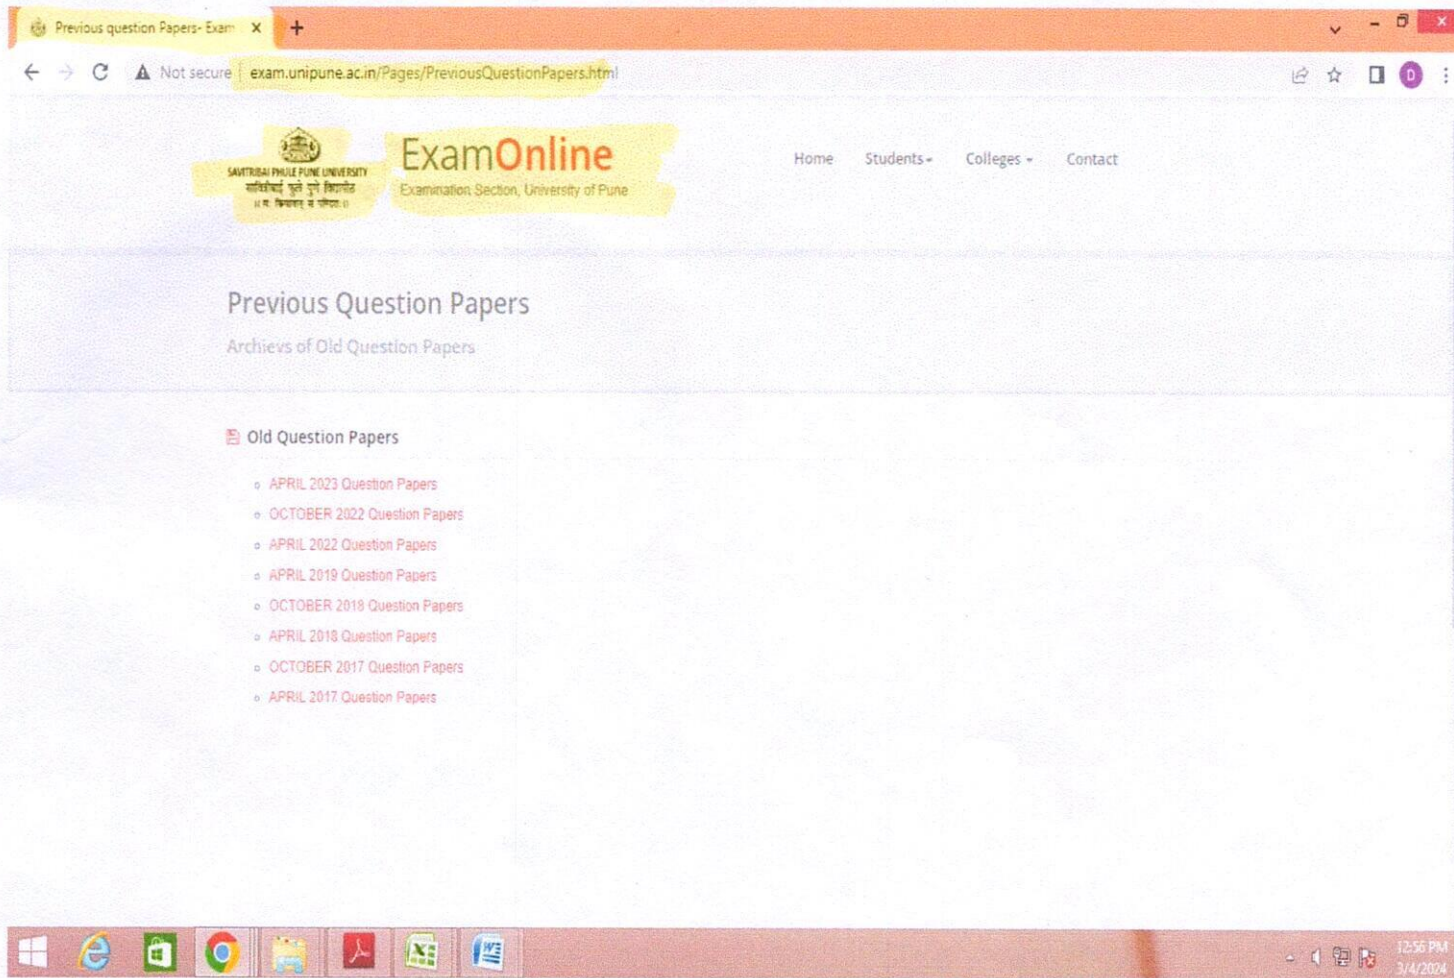 Previous question Papers- Exam
Not secure exam.unipune.ac.in/Pages/PreviousQuestionPapers.html
SAVITRIBAI PHULE PUNE UNIVERSITY
सावित्रीबाई फुले पुणे विद्यापीठ
ExamOnline
Examination Section, University of Pune
Home Students Colleges Contact
Previous Question Papers
Archievs of Old Question Papers
Old Question Papers
APRIL 2023 Question Papers
OCTOBER 2022 Question Papers
APRIL 2022 Question Papers
APRIL 2019 Question Papers
OCTOBER 2018 Question Papers
APRIL 2018 Question Papers
OCTOBER 2017 Question Papers
APRIL 2017 Question Papers
D
12:56 PM
3/4/2024